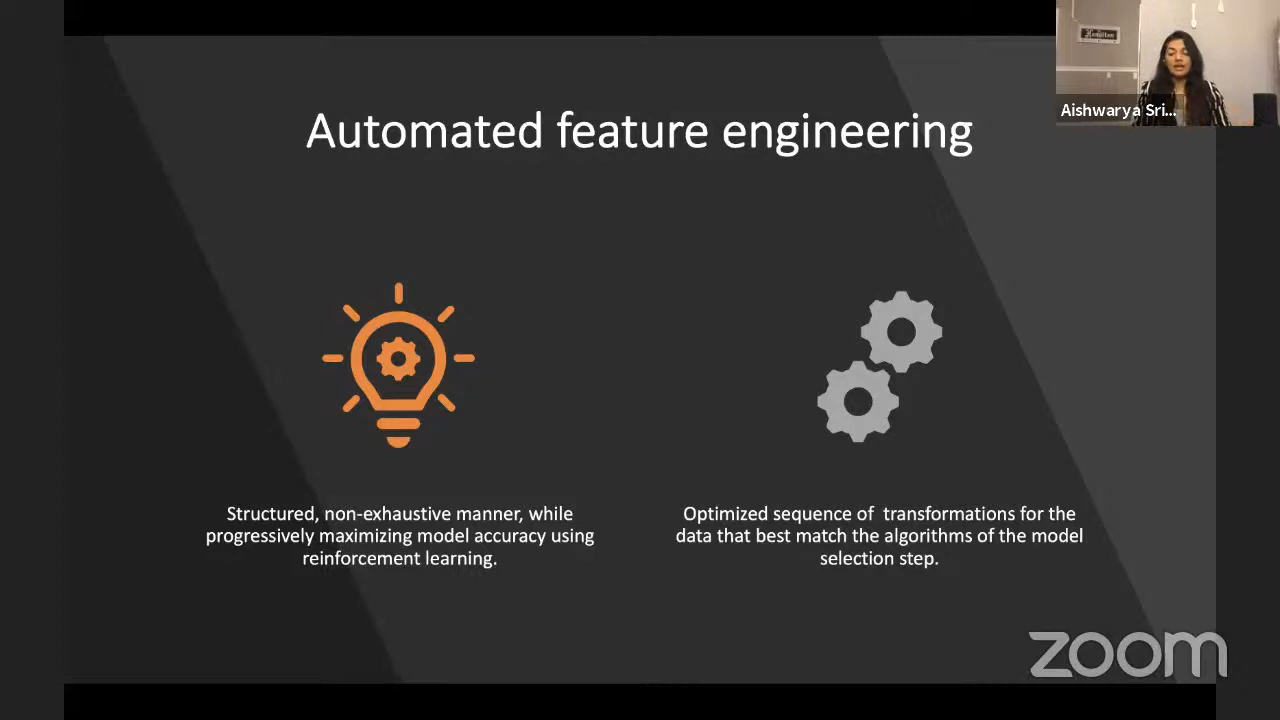 Automated feature engineering
Structured, non-exhaustive manner, while
progressively maximizing model accuracy using
reinforcement learning.
Optimized sequence of  transformations for the
data that best match the algorithms of the model
selection step.
Aishwarya Sri...
Hamilton
zoom